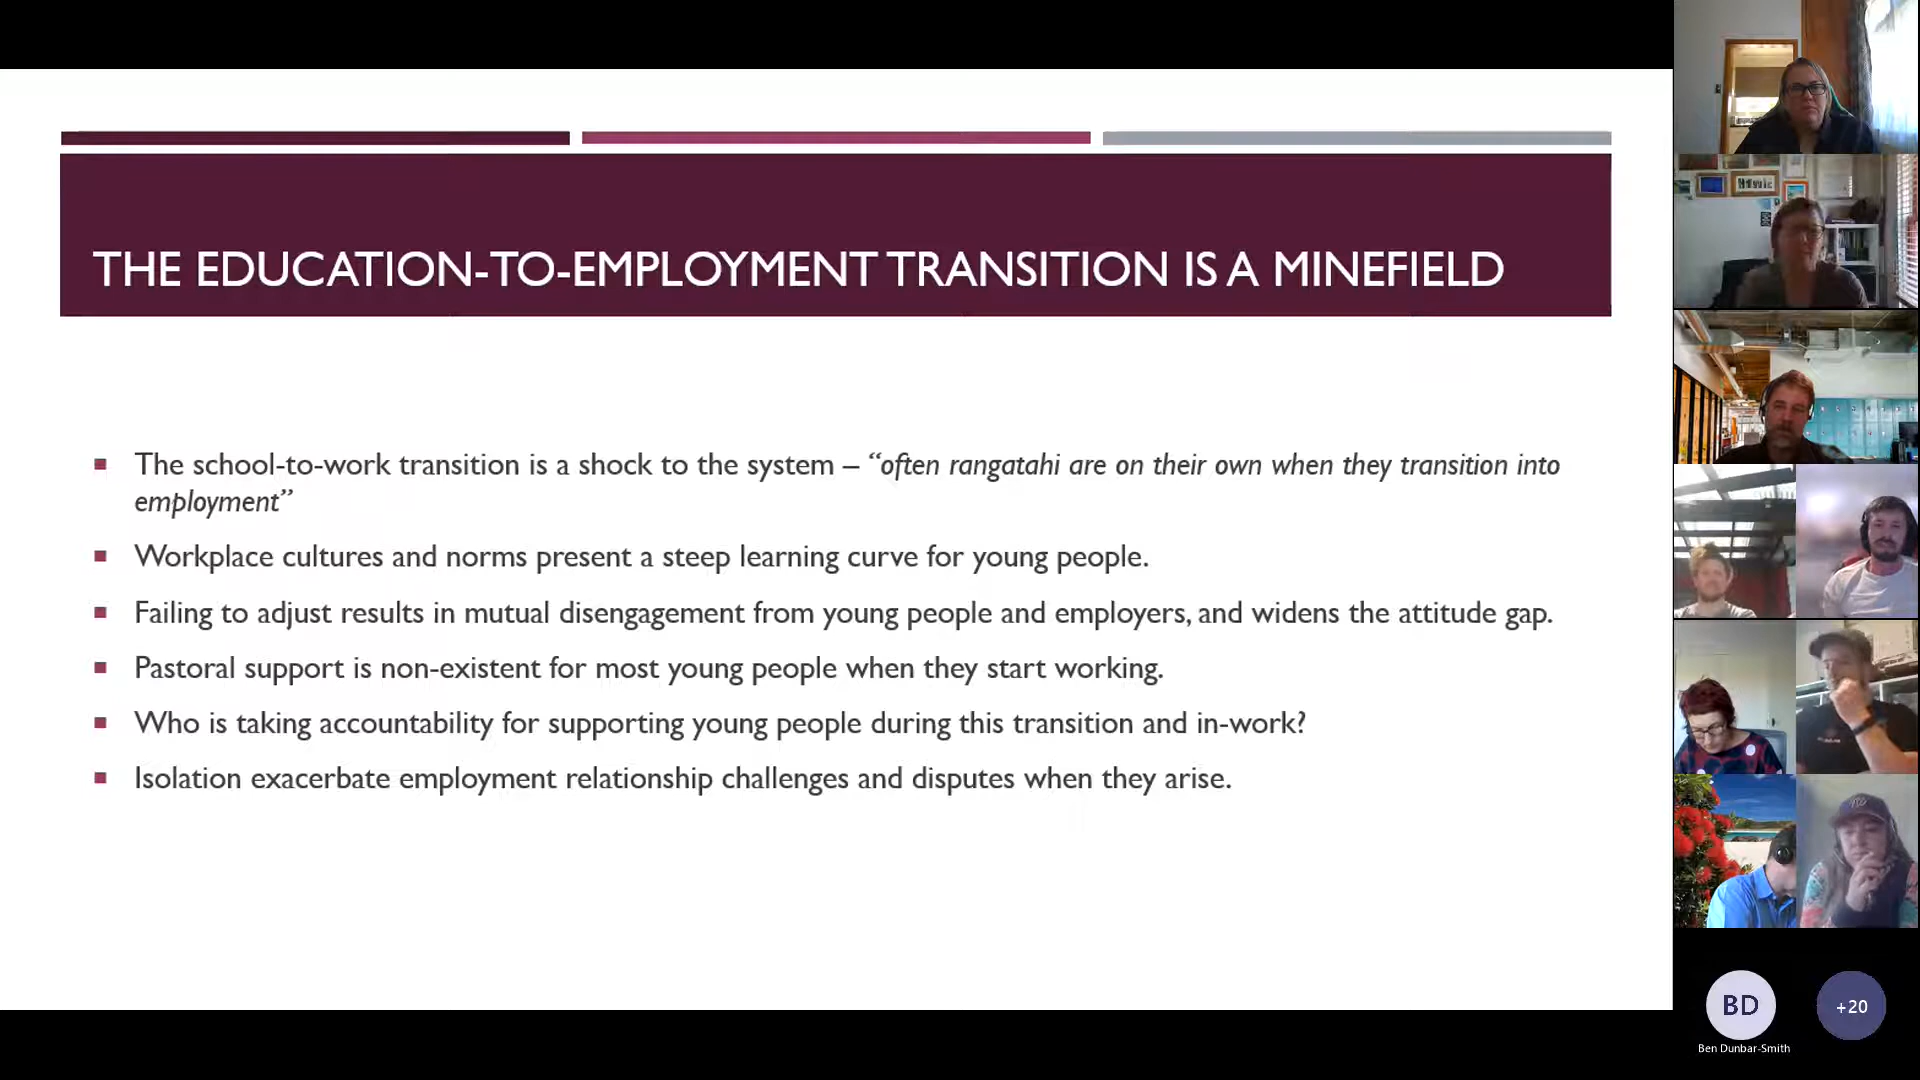 THE EDUCATION-TO-EMPLOYMENT TRANSITION IS A MINEFIELD
The school-to-work transition is a shock to the system – “often rangatahi are on their own when they transition into
employment”
Workplace cultures and norms present a steep learning curve for young people.
Failing to adjust results in mutual disengagement from young people and employers, and widens the attitude gap.
Pastoral support is non-existent for most young people when they start working.
Who is taking accountability for supporting young people during this transition and in-work?
Isolation exacerbate employment relationship challenges and disputes when they arise.
BD
+20
Ben Dunbar-Smith